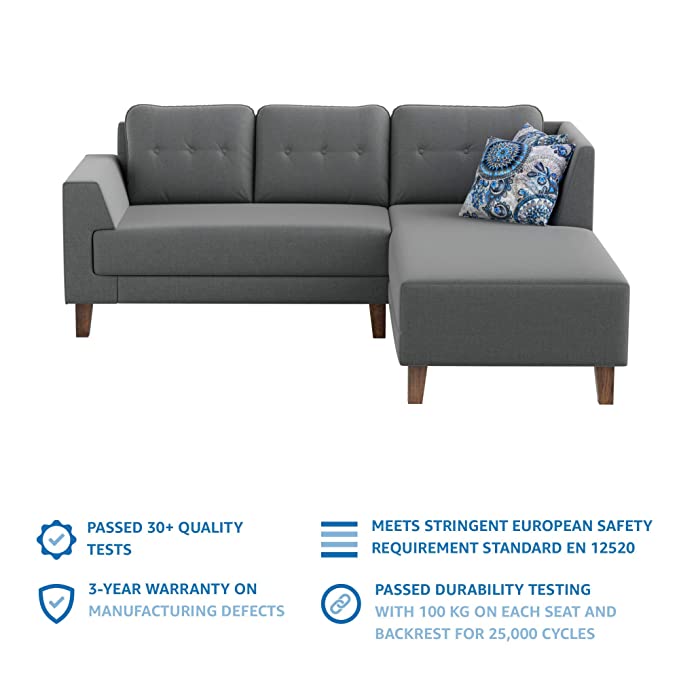 PASSED 30+ QUALITY
TESTS
MEETS STRINGENT EUROPEAN SAFETY
REQUIREMENT STANDARD EN 12520
3-YEAR WARRANTY ON
MANUFACTURING DEFECTS
PASSED DURABILITY TESTING
WITH 100 KG ON EACH SEAT AND
BACKREST FOR 25,000 CYCLES